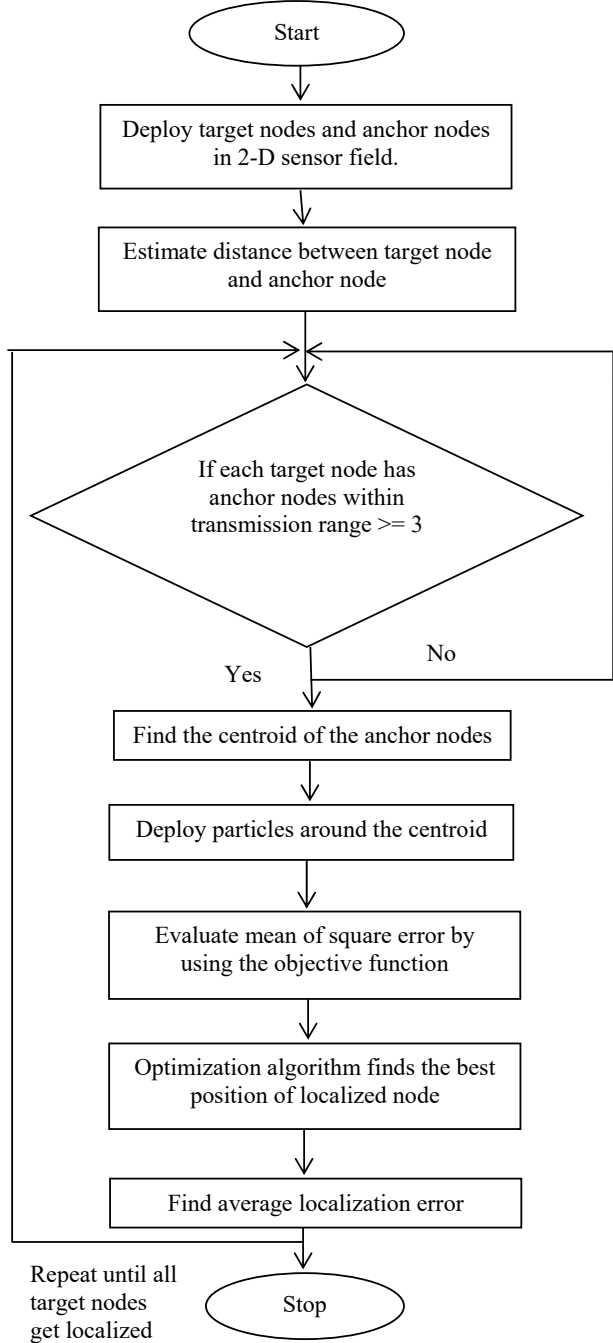 Start
Deploy target nodes and anchor nodes
in 2-D sensor field.
Estimate distance between target node
and anchor node
If each target node has
anchor nodes within
transmission range >= 3
No
Yes
Find the centroid of the anchor nodes
Deploy particles around the centroid
Evaluate mean of square error by
using the objective function
Optimization algorithm finds the best
position of localized node
Find average localization error
Repeat until all
target nodes
get localized
Stop